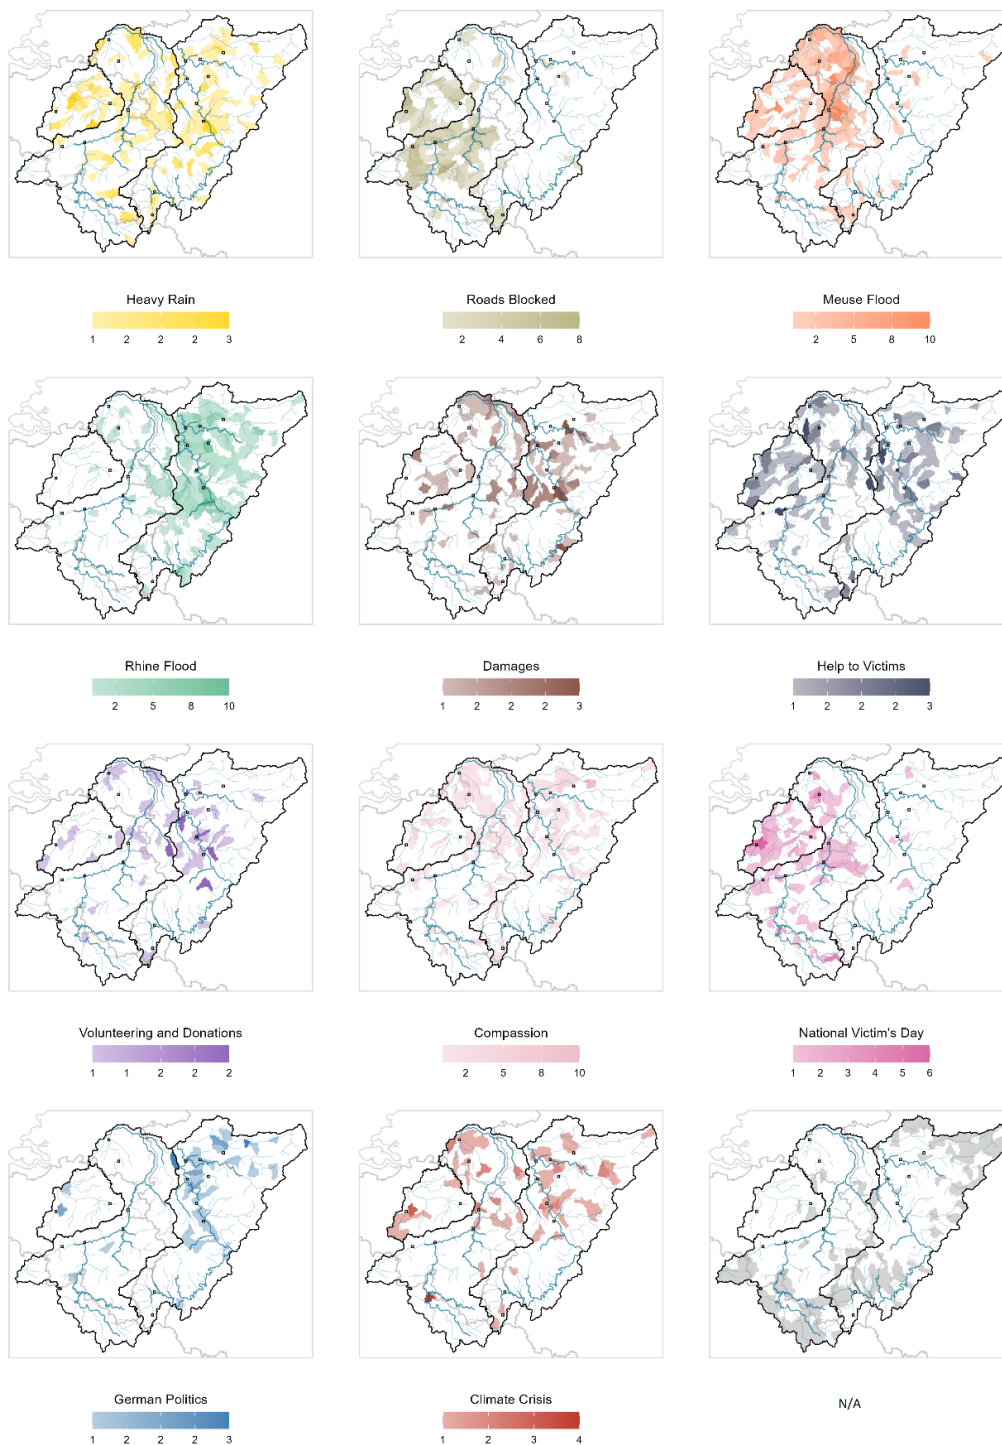 Heavy Rain
1 2 2 2 3
Roads Blocked
2 4 6 8
Meuse Flood
2 5 8 10
Rhine Flood
2 5 8 10
Damages
1 2 2 2 3
Help to Victims
1 2 2 2 3
Volunteering and Donations
1 1 2 2 2
Compassion
2 5 8 10
National Victim's Day
1 2 3 4 5 6
German Politics
1 2 2 2 3
Climate Crisis
1 2 3 4
N/A